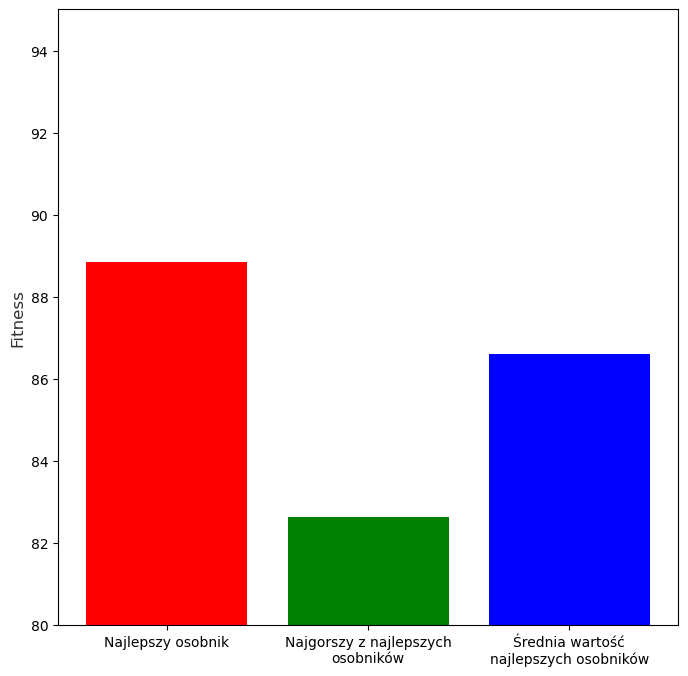 94
92
90
88
86
84
82
80
Fitness
Najlepszy osobnik
Najgorszy z najlepszych
osobników
Średnia wartość
najlepszych osobników